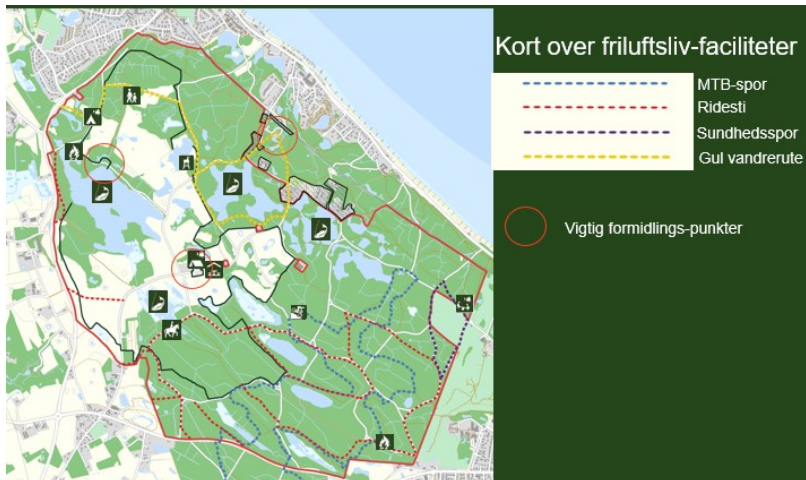 Kort over friluftsliv-faciliteter
MTB-spor
Ridesti
Sundhedsspor
Gul vandrerute
Vigtig formidlings-punkter